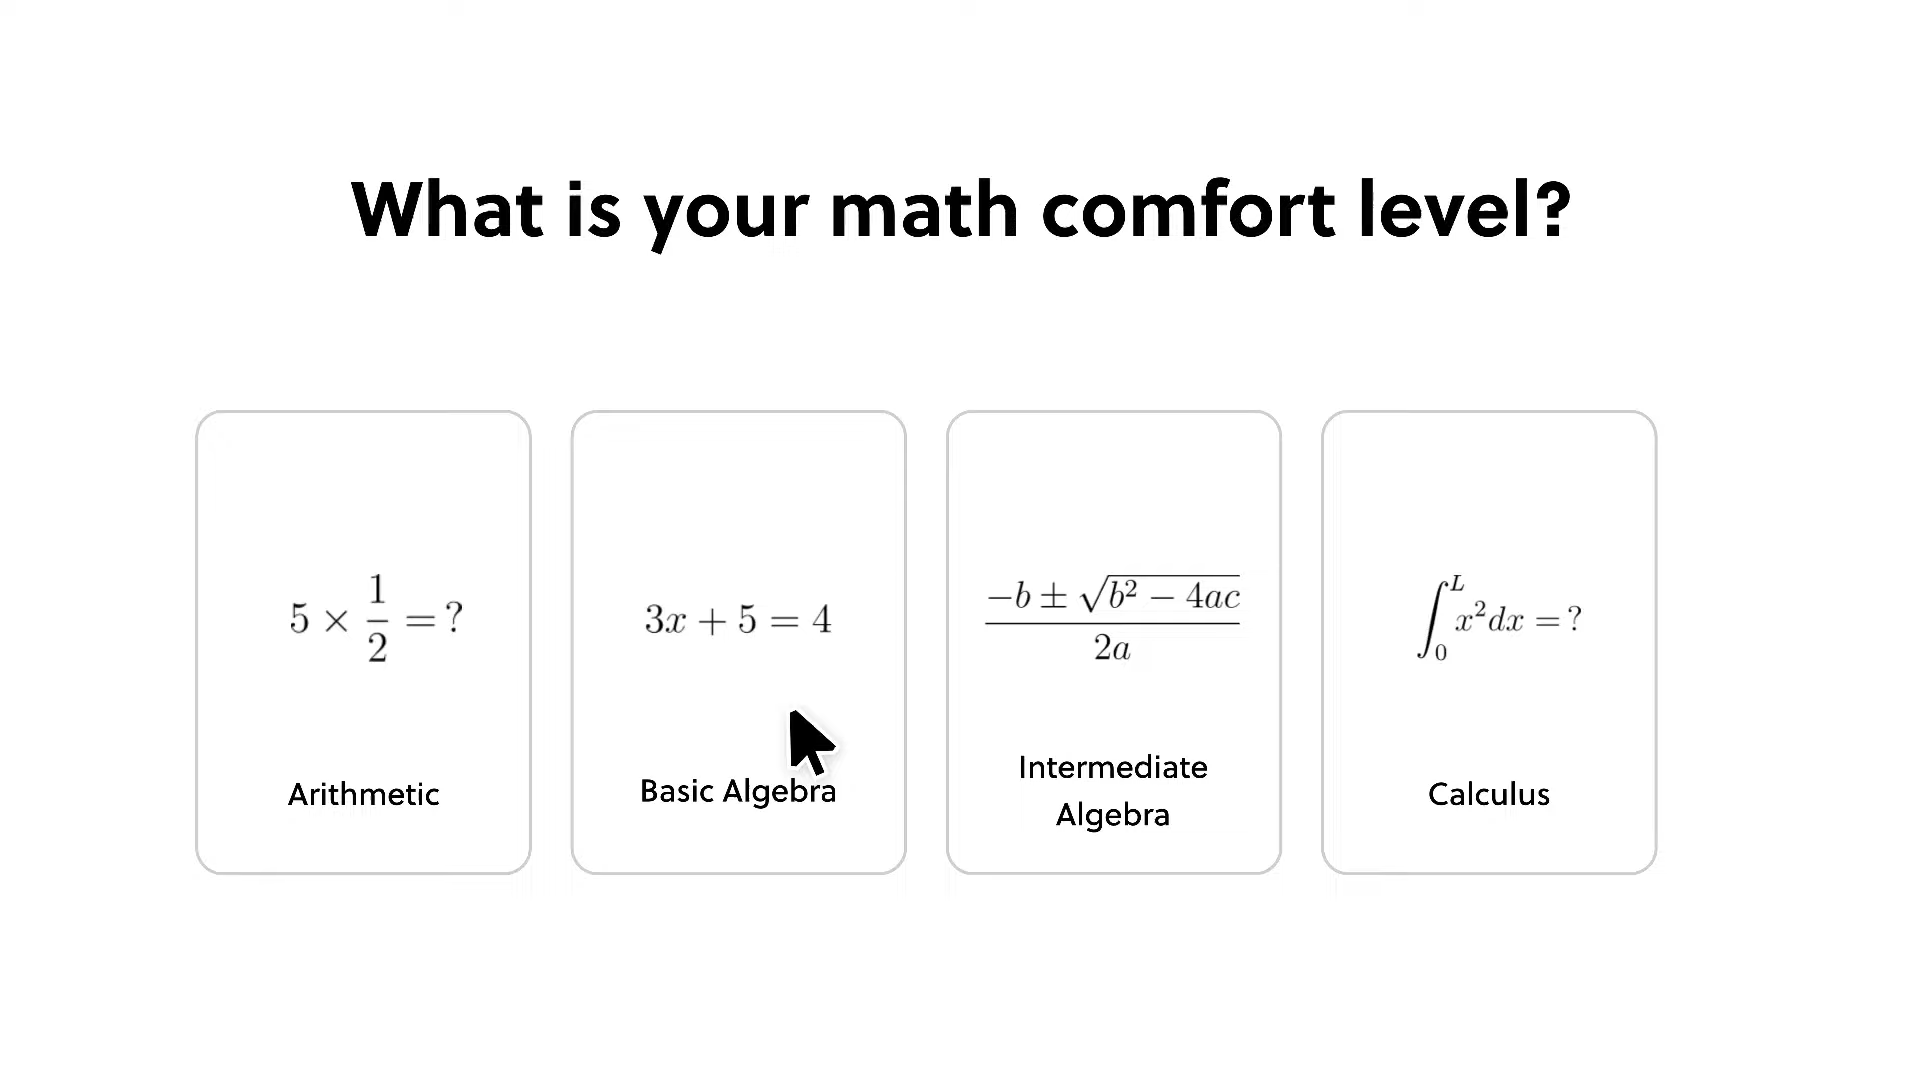 What is your math comfort level?
5 × 1/2 = ?
Arithmetic
3x + 5 = 4
Basic Algebra
−b ± √(b² − 4ac)
2a
Intermediate
Algebra
∫₀ᴸ x²dx = ?
Calculus